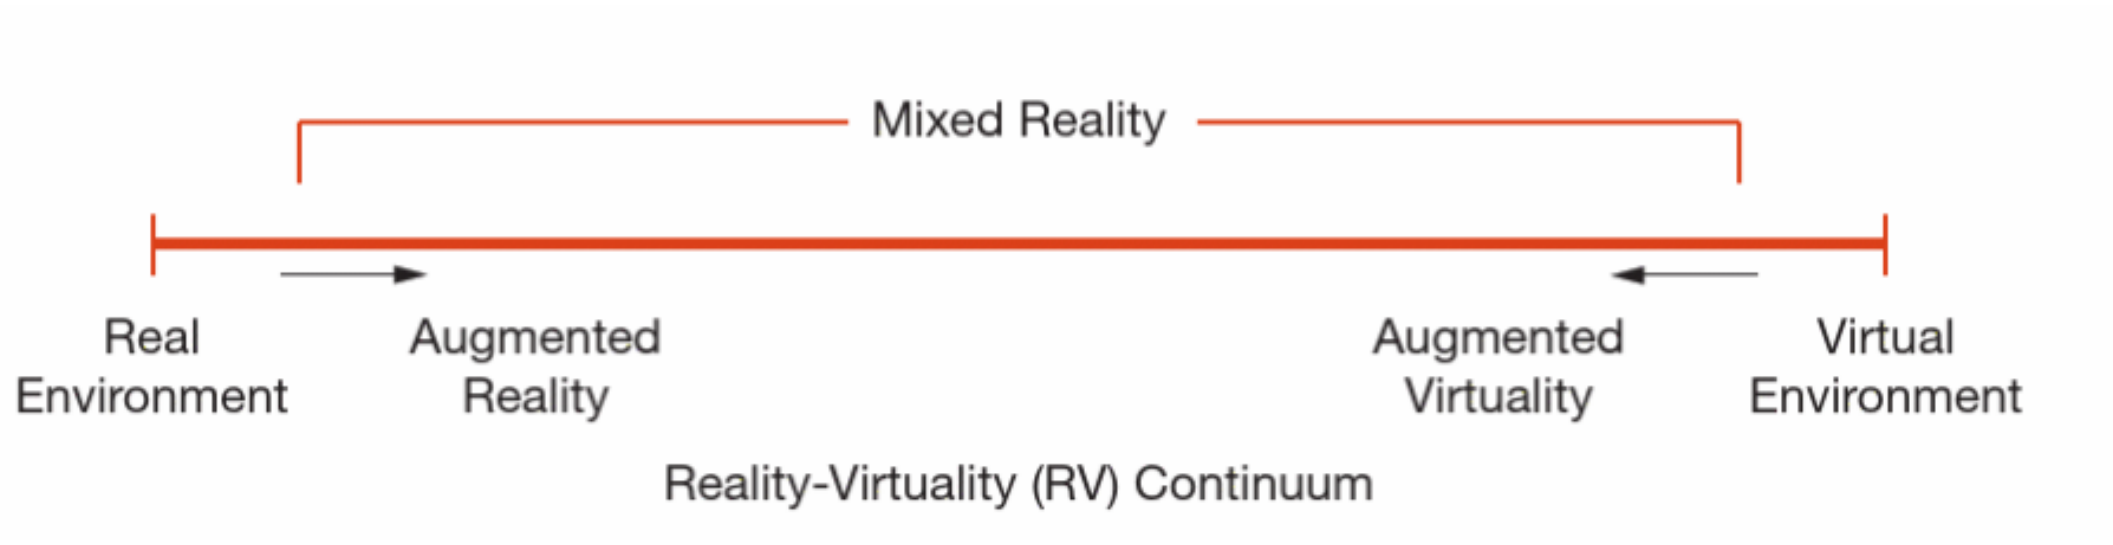 Mixed Reality
Real
Environment
Augmented
Reality
Augmented
Virtuality
Virtual
Environment
Reality-Virtuality (RV) Continuum